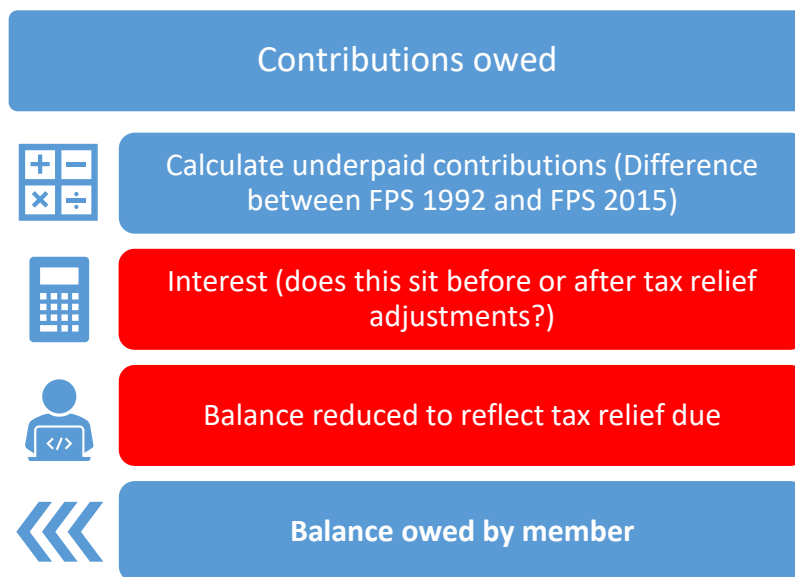 Contributions owed
Calculate underpaid contributions (Difference
between FPS 1992 and FPS 2015)
Interest (does this sit before or after tax relief
adjustments?)
Balance reduced to reflect tax relief due
</>
Balance owed by member